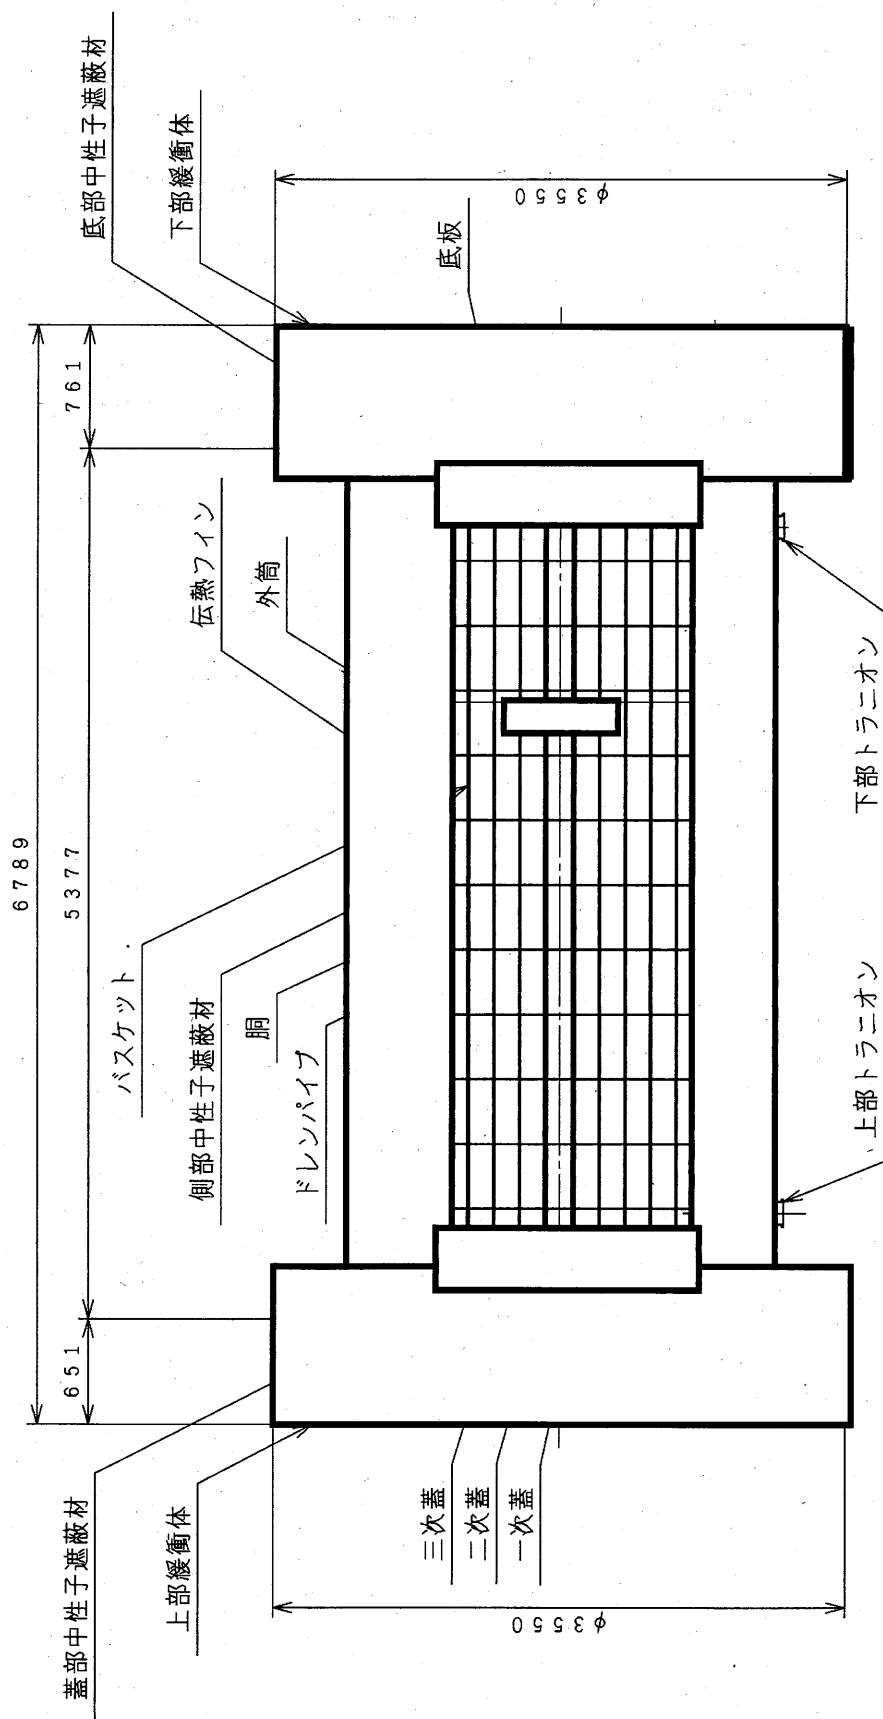 底部中性子遮蔽材
下部緩衝体
φ3550
底板
761
6789
5377
伝熱フィン
外筒
バスケット
側部中性子遮蔽材
胴
ドレンパイプ
下部トラニオン
上部トラニオン
651
蓋部中性子遮蔽材
上部緩衝体
三次蓋
二次蓋
一次蓋
φ3550